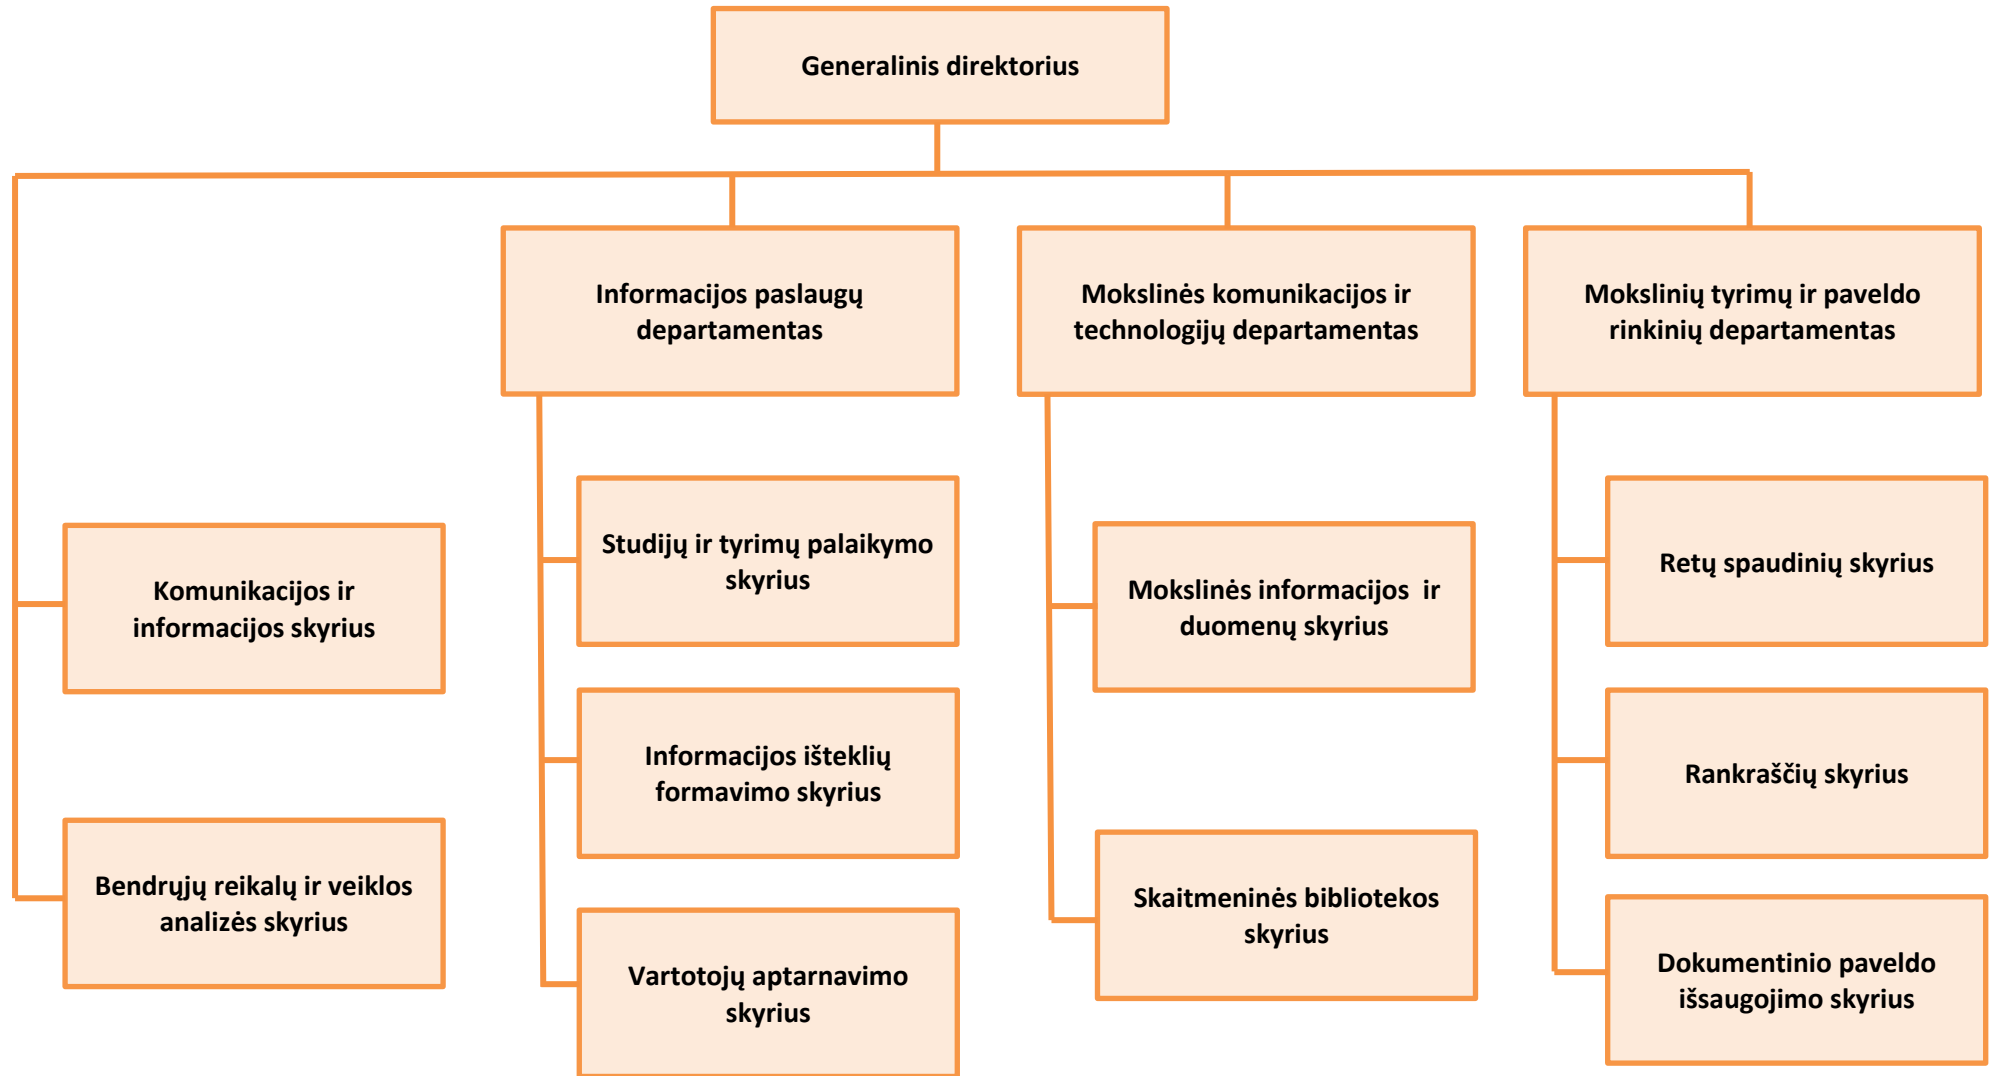 Generalinis direktorius
Informacijos paslaugų
departamentas
Mokslinės komunikacijos ir
technologijų departamentas
Mokslinių tyrimų ir paveldo
rinkinių departamentas
Komunikacijos ir
informacijos skyrius
Bendrųjų reikalų ir veiklos
analizės skyrius
Studijų ir tyrimų palaikymo
skyrius
Informacijos išteklių
formavimo skyrius
Vartotojų aptarnavimo
skyrius
Mokslinės informacijos  ir
duomenų skyrius
Skaitmeninės bibliotekos
skyrius
Retų spaudinių skyrius
Rankraščių skyrius
Dokumentinio paveldo
išsaugojimo skyrius